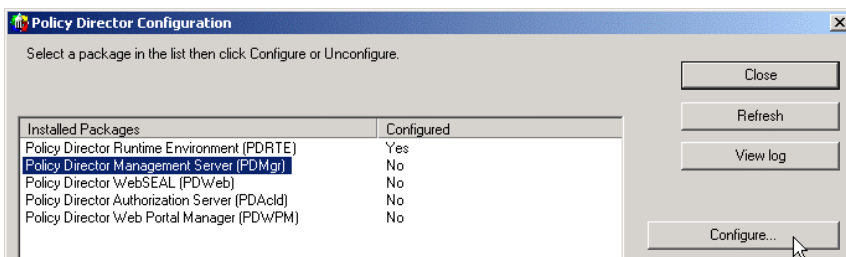 Policy Director Configuration
Select a package in the list then click Configure or Unconfigure.
Close
Refresh
View log
Installed Packages Configured
Policy Director Runtime Environment (PDRTE) Yes
Policy Director Management Server (PDMgr) No
Policy Director WebSEAL (PDWeb) No
Policy Director Authorization Server (PDAcld) No
Policy Director Web Portal Manager (PDWPM) No
Configure...